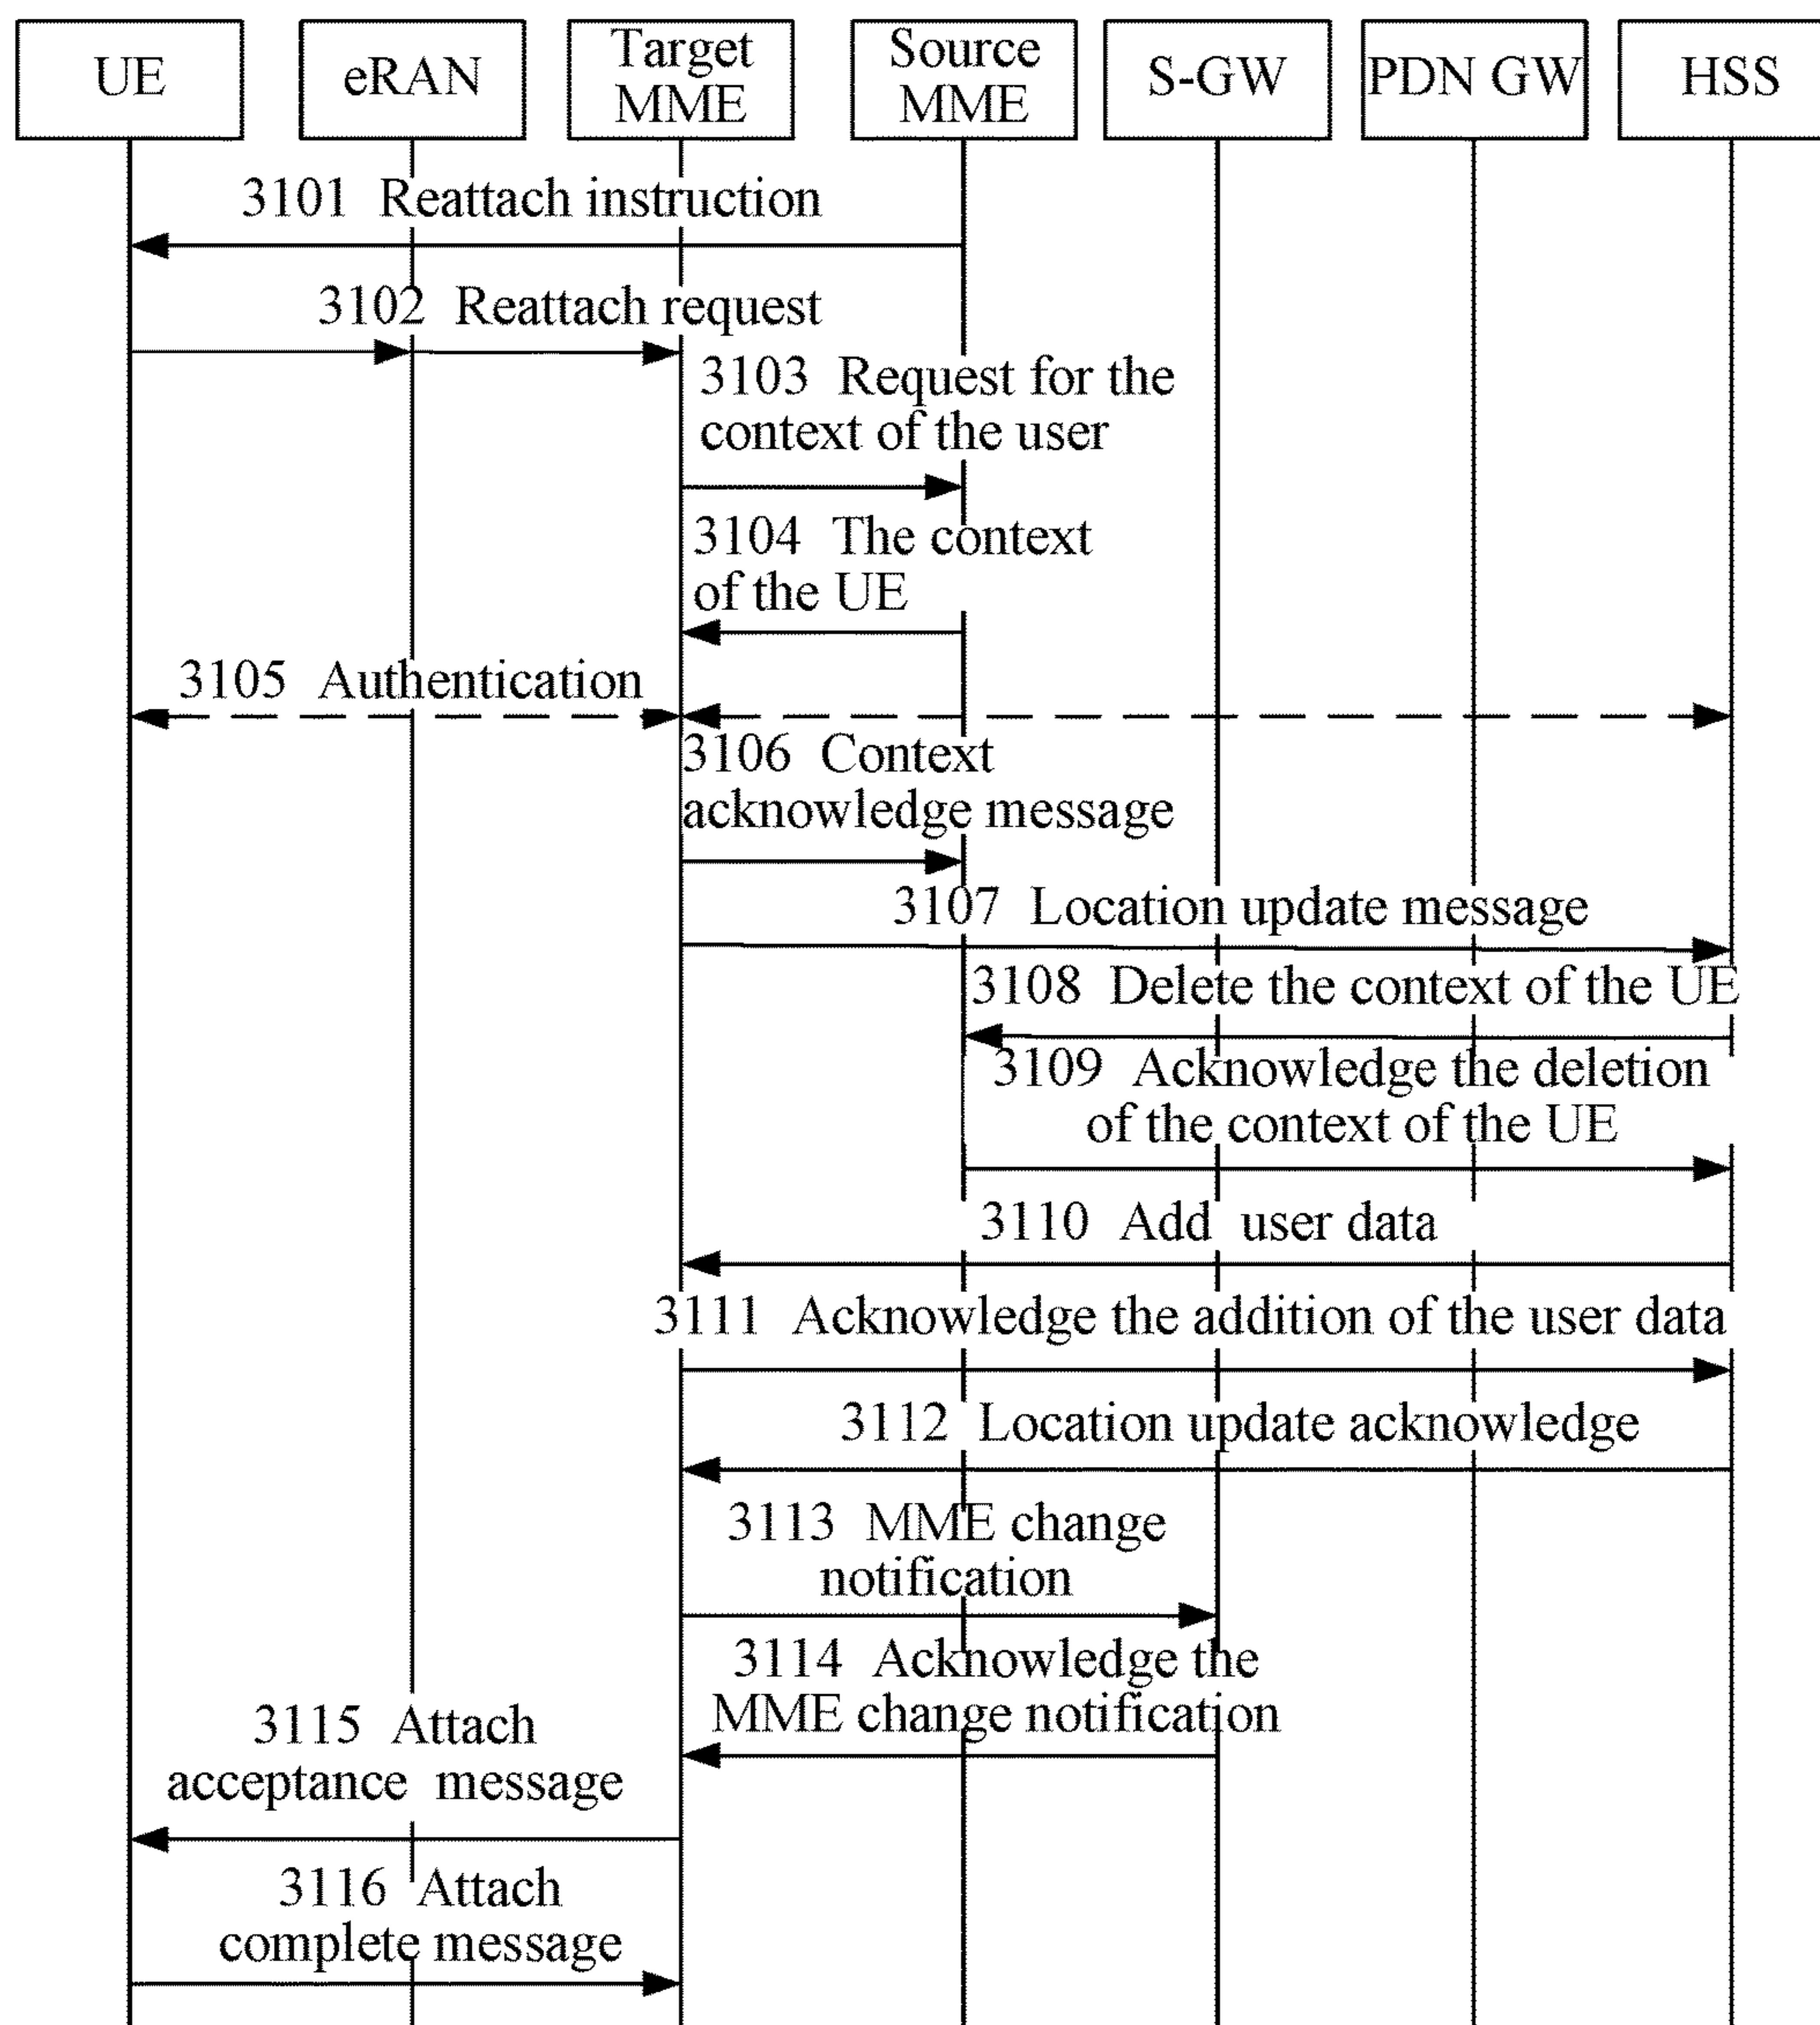 UE
eRAN
Target
MME
Source
MME
S-GW
PDN GW
HSS
3101 Reattach instruction
3102 Reattach request
3103 Request for the
context of the user
3104 The context
of the UE
3105 Authentication
3106 Context
acknowledge message
3107 Location update message
3108 Delete the context of the UE
3109 Acknowledge the deletion
of the context of the UE
3110 Add user data
3111 Acknowledge the addition of the user data
3112 Location update acknowledge
3113 MME change
notification
3114 Acknowledge the
MME change notification
3115 Attach
acceptance message
3116 Attach
complete message